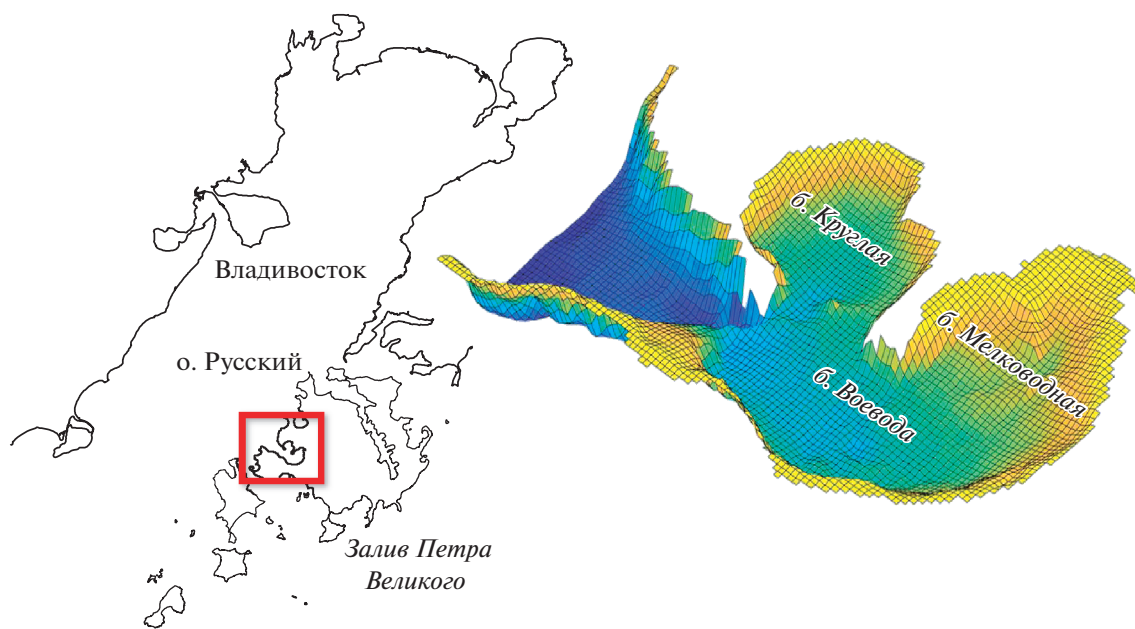 Владивосток
о. Русский
Залив Петра
Великого
б. Круглая
б. Мелководная
б. Воевода